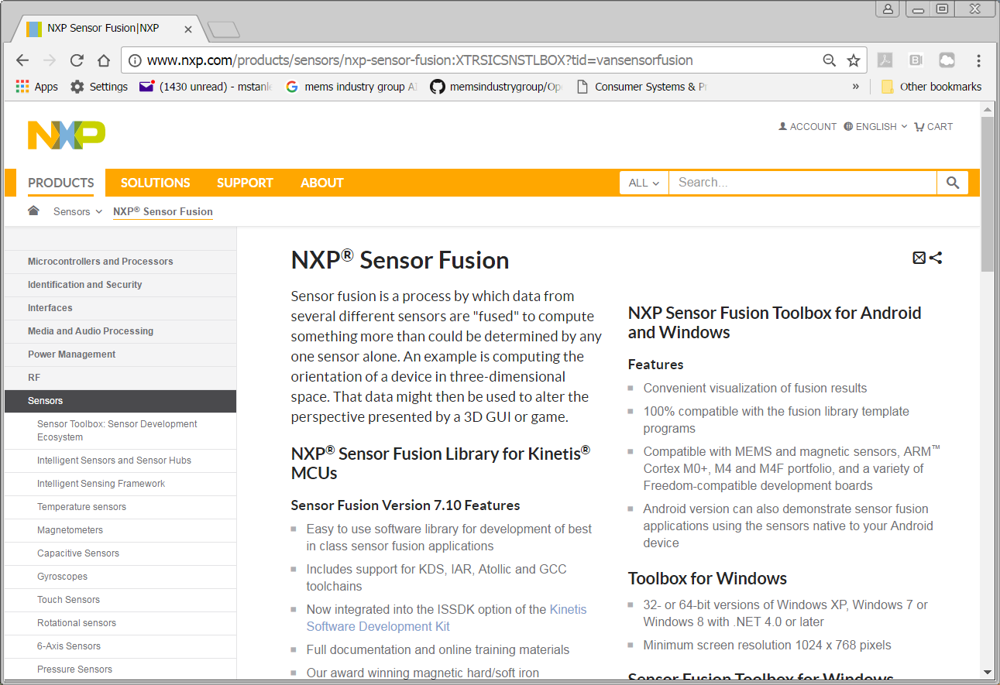 NXP Sensor Fusion|NXP
www.nxp.com/products/sensors/nxp-sensor-fusion:XTRSICSNSTLBOX?tid=vansensorfusion
Apps
Settings
(1430 unread) - mstanle
mems industry group AI
memsindustrygroup/Ope
Consumer Systems & Pr
»
Other bookmarks
NXP
ACCOUNT
ENGLISH
CART
PRODUCTS
SOLUTIONS
SUPPORT
ABOUT
ALL
Search...
Sensors
NXP® Sensor Fusion
Microcontrollers and Processors
Identification and Security
Interfaces
Media and Audio Processing
Power Management
RF
Sensors
Sensor Toolbox: Sensor Development
Ecosystem
Intelligent Sensors and Sensor Hubs
Intelligent Sensing Framework
Temperature sensors
Magnetometers
Capacitive Sensors
Gyroscopes
Touch Sensors
Rotational sensors
6-Axis Sensors
Pressure Sensors
NXP® Sensor Fusion
Sensor fusion is a process by which data from
several different sensors are "fused" to compute
something more than could be determined by any
one sensor alone. An example is computing the
orientation of a device in three-dimensional
space. That data might then be used to alter the
perspective presented by a 3D GUI or game.
NXP® Sensor Fusion Library for Kinetis®
MCUs
Sensor Fusion Version 7.10 Features
Easy to use software library for development of best
in class sensor fusion applications
Includes support for KDS, IAR, Atollic and GCC
toolchains
Now integrated into the ISSDK option of the Kinetis
Software Development Kit
Full documentation and online training materials
Our award winning magnetic hard/soft iron
NXP Sensor Fusion Toolbox for Android
and Windows
Features
Convenient visualization of fusion results
100% compatible with the fusion library template
programs
Compatible with MEMS and magnetic sensors, ARM™
Cortex M0+, M4 and M4F portfolio, and a variety of
Freedom-compatible development boards
Android version can also demonstrate sensor fusion
applications using the sensors native to your Android
device
Toolbox for Windows
32- or 64-bit versions of Windows XP, Windows 7 or
Windows 8 with .NET 4.0 or later
Minimum screen resolution 1024 x 768 pixels
Sensor Fusion Toolbox for Windows